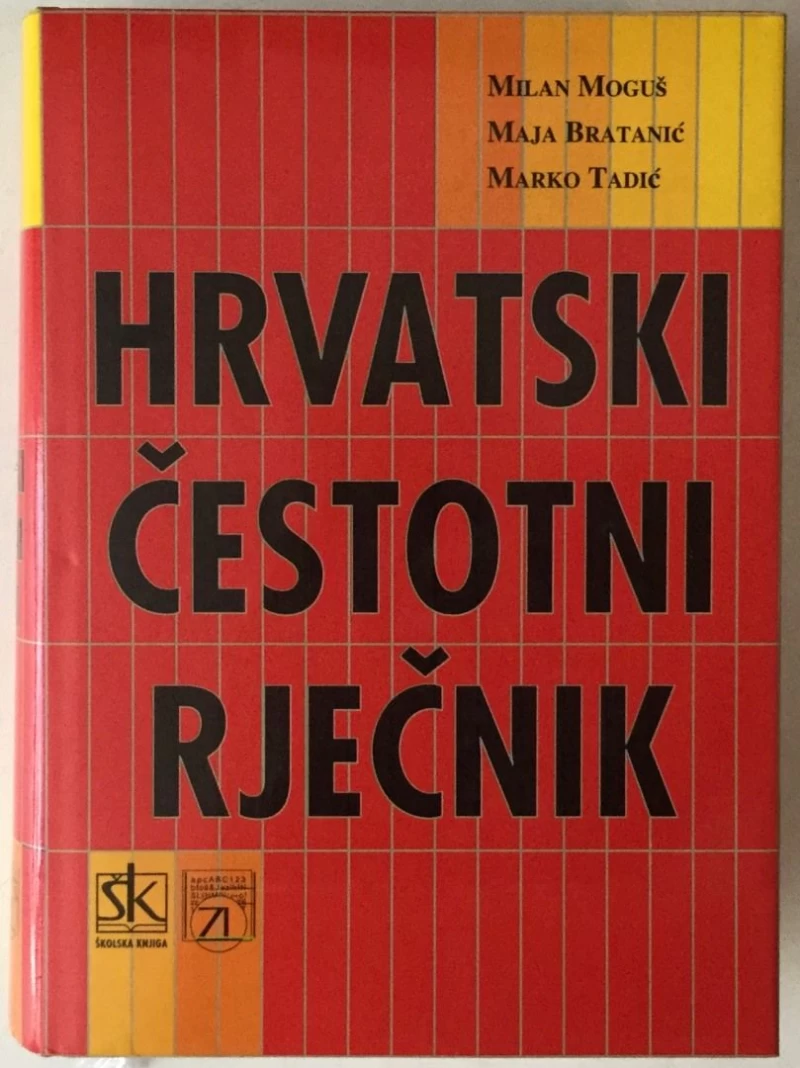 Milan Moguš
Maja Bratanić
Marko Tadić
HRVATSKI
ČESTOTNI
RJEČNIK
ŠK
ŠKOLSKA KNJIGA